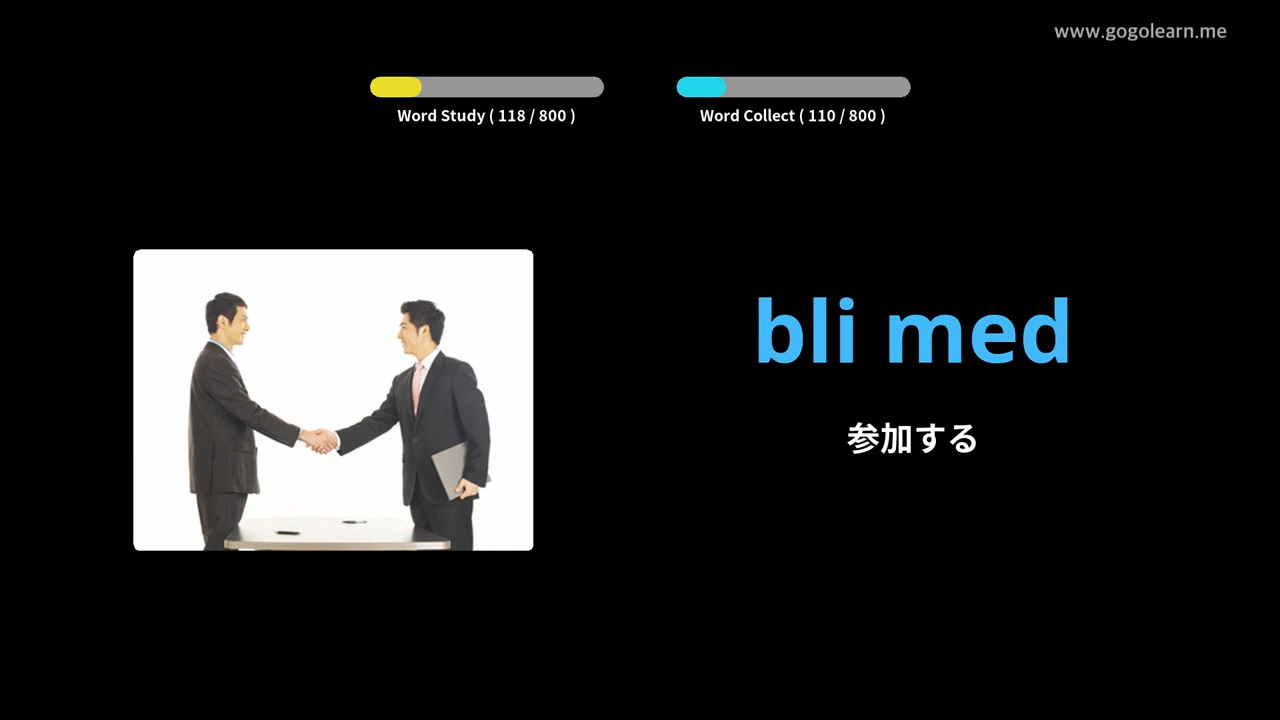 www.gogolearn.me
Word Study ( 118 / 800 )
Word Collect ( 110 / 800 )
bli med
参加する